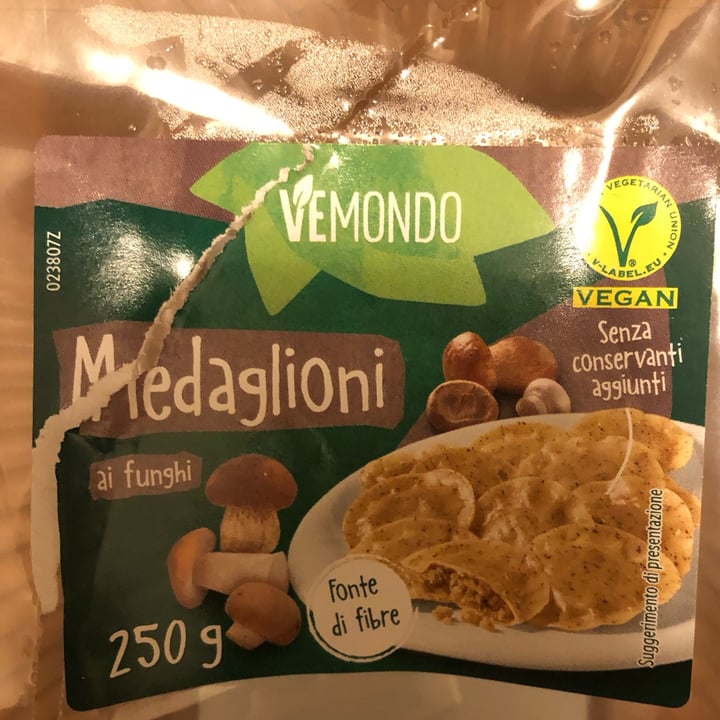 VEMONDO
023807Z
VEGETARIAN UNION
V-LABEL.EU
VEGAN
Senza
conservanti
aggiunti
Medaglioni
ai funghi
Fonte
di fibre
250 g
Suggerimento di presentazione